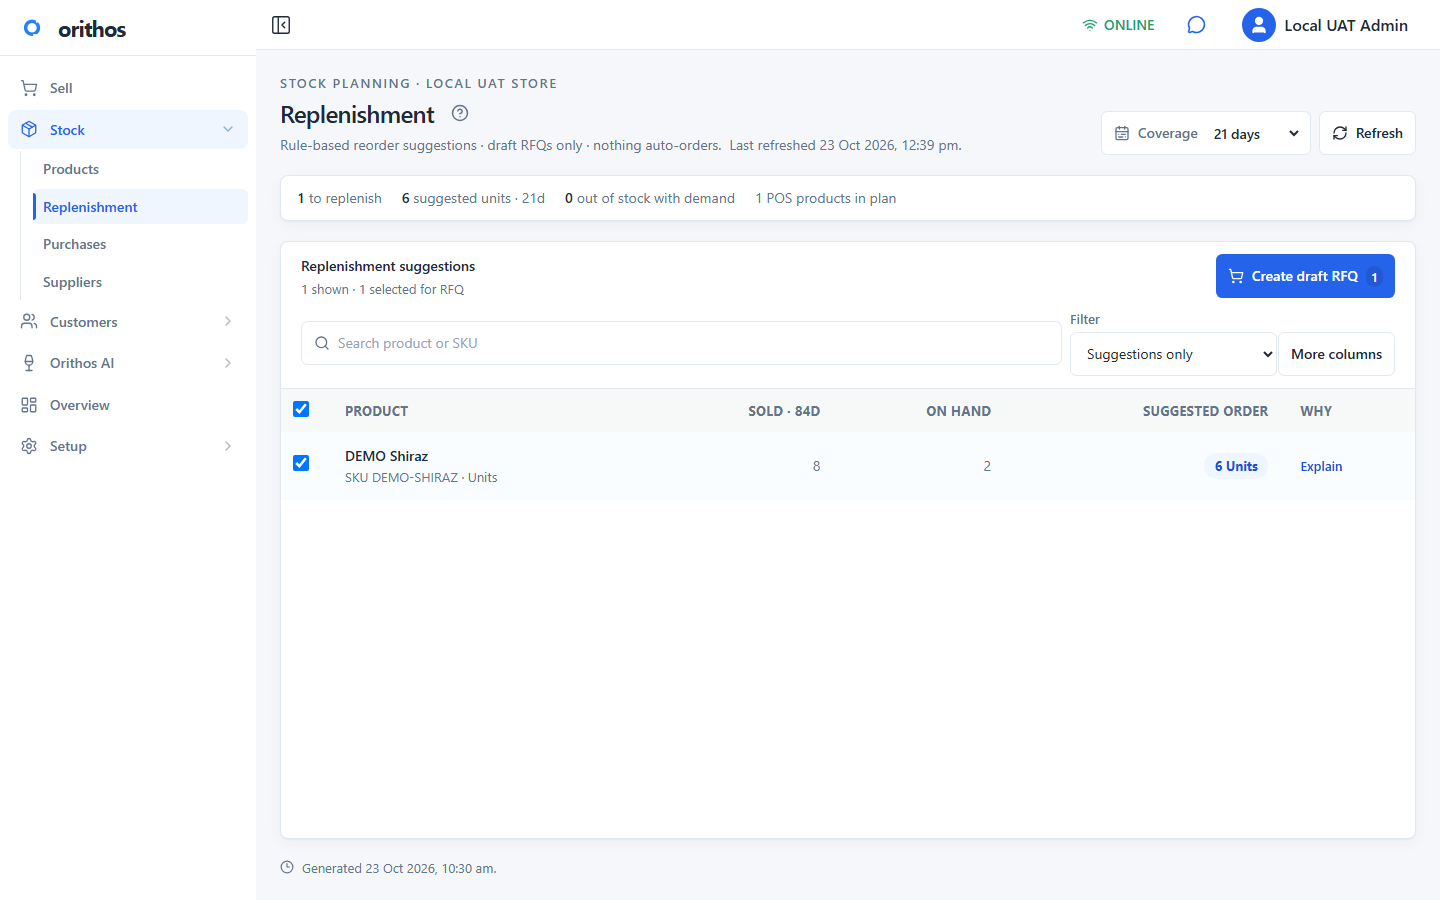 orithos
ONLINE
Local UAT Admin
Sell
Stock
Products
Replenishment
Purchases
Suppliers
Customers
Orithos AI
Overview
Setup
STOCK PLANNING · LOCAL UAT STORE
Replenishment
Rule-based reorder suggestions · draft RFQs only · nothing auto-orders. Last refreshed 23 Oct 2026, 12:39 pm.
Coverage 21 days
Refresh
1 to replenish 6 suggested units · 21d 0 out of stock with demand 1 POS products in plan
Replenishment suggestions
1 shown · 1 selected for RFQ
Create draft RFQ 1
Search product or SKU
Filter
Suggestions only
More columns
PRODUCT SOLD · 84D ON HAND SUGGESTED ORDER WHY
DEMO Shiraz
SKU DEMO-SHIRAZ · Units
8 2 6 Units Explain
Generated 23 Oct 2026, 10:30 am.